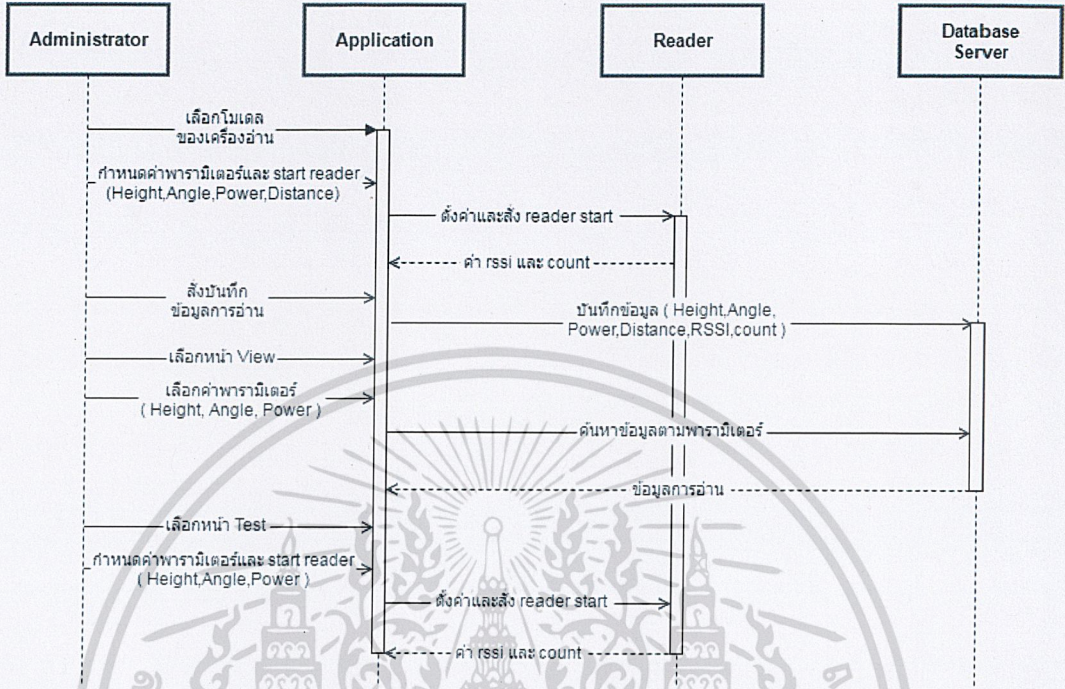 Administrator
Application
Reader
Database
Server
เลือกโมเดล
ของเครื่องอ่าน
กำหนดค่าพารามิเตอร์และ start reader
(Height,Angle,Power,Distance)
ตั้งค่าและสั่ง reader start
ค่า rssi และ count
สั่งบันทึก
ข้อมูลการอ่าน
บันทึกข้อมูล ( Height,Angle,
Power,Distance,RSSI,count )
เลือกหน้า View
เลือกค่าพารามิเตอร์
( Height, Angle, Power )
ค้นหาข้อมูลตามพารามิเตอร์
ข้อมูลการอ่าน
เลือกหน้า Test
กำหนดค่าพารามิเตอร์และ start reader
( Height,Angle,Power )
ตั้งค่าและสั่ง reader start
ค่า rssi และ count